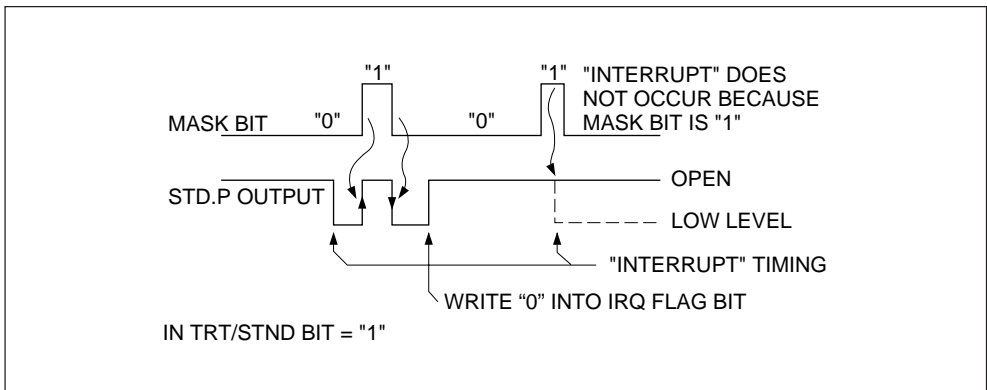 "1"
"1" "INTERRUPT" DOES
NOT OCCUR BECAUSE
MASK BIT "0" "0" MASK BIT IS "1"
OPEN
STD.P OUTPUT
LOW LEVEL
"INTERRUPT" TIMING
WRITE “0” INTO IRQ FLAG BIT
IN TRT/STND BIT = "1"